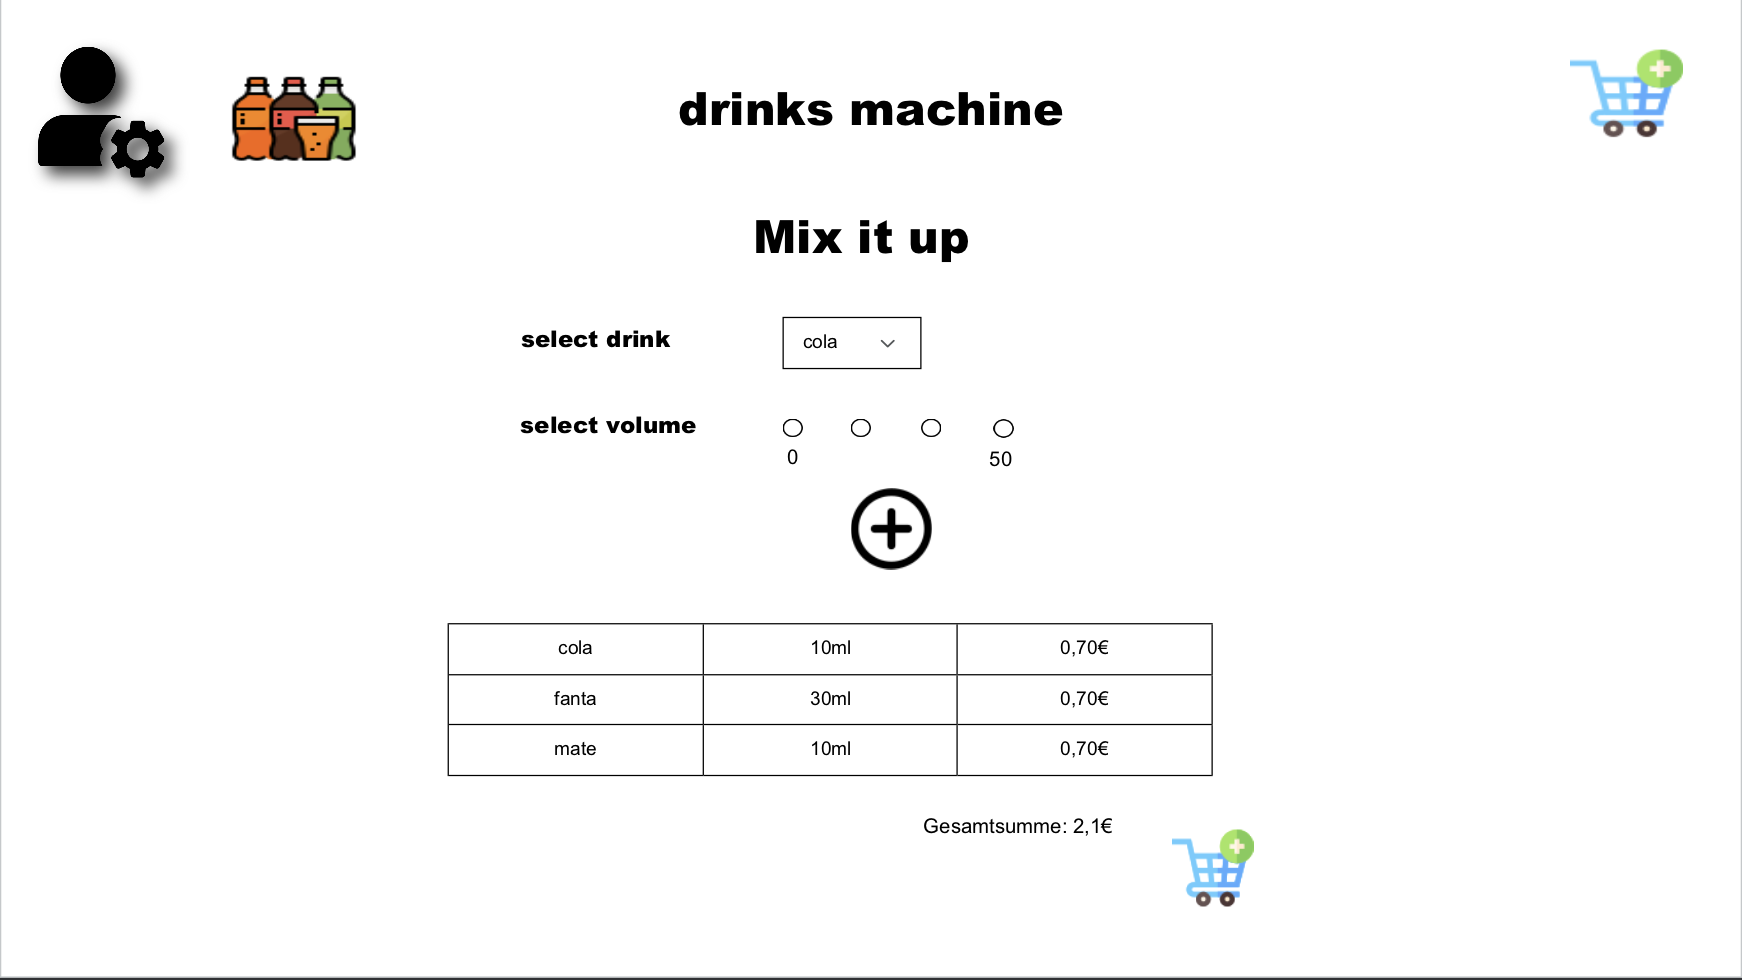 drinks machine
Mix it up
select drink cola
select volume
0 50
cola 10ml 0,70€
fanta 30ml 0,70€
mate 10ml 0,70€
Gesamtsumme: 2,1€